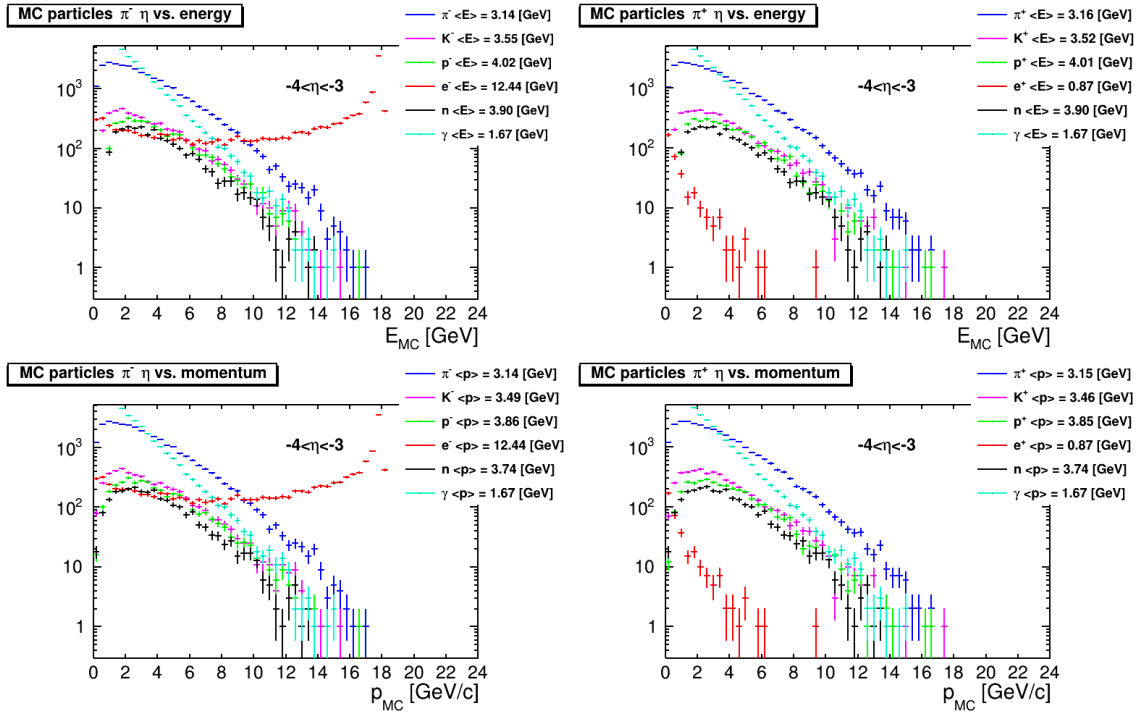 MC particles π⁻ η vs. energy
π⁻ <E> = 3.14 [GeV]
K⁻ <E> = 3.55 [GeV]
p⁻ <E> = 4.02 [GeV]
e⁻ <E> = 12.44 [GeV]
n <E> = 3.90 [GeV]
γ <E> = 1.67 [GeV]
-4<η<-3
10³
10²
10
1
0 2 4 6 8 10 12 14 16 18 20 22 24
E_MC [GeV]
MC particles π⁺ η vs. energy
π⁺ <E> = 3.16 [GeV]
K⁺ <E> = 3.52 [GeV]
p⁺ <E> = 4.01 [GeV]
e⁺ <E> = 0.87 [GeV]
n <E> = 3.90 [GeV]
γ <E> = 1.67 [GeV]
-4<η<-3
10³
10²
10
1
0 2 4 6 8 10 12 14 16 18 20 22 24
E_MC [GeV]
MC particles π⁻ η vs. momentum
π⁻ <p> = 3.14 [GeV]
K⁻ <p> = 3.49 [GeV]
p⁻ <p> = 3.86 [GeV]
e⁻ <p> = 12.44 [GeV]
n <p> = 3.74 [GeV]
γ <p> = 1.67 [GeV]
-4<η<-3
10³
10²
10
1
0 2 4 6 8 10 12 14 16 18 20 22 24
p_MC [GeV/c]
MC particles π⁺ η vs. momentum
π⁺ <p> = 3.15 [GeV]
K⁺ <p> = 3.46 [GeV]
p⁺ <p> = 3.85 [GeV]
e⁺ <p> = 0.87 [GeV]
n <p> = 3.74 [GeV]
γ <p> = 1.67 [GeV]
-4<η<-3
10³
10²
10
1
0 2 4 6 8 10 12 14 16 18 20 22 24
p_MC [GeV/c]